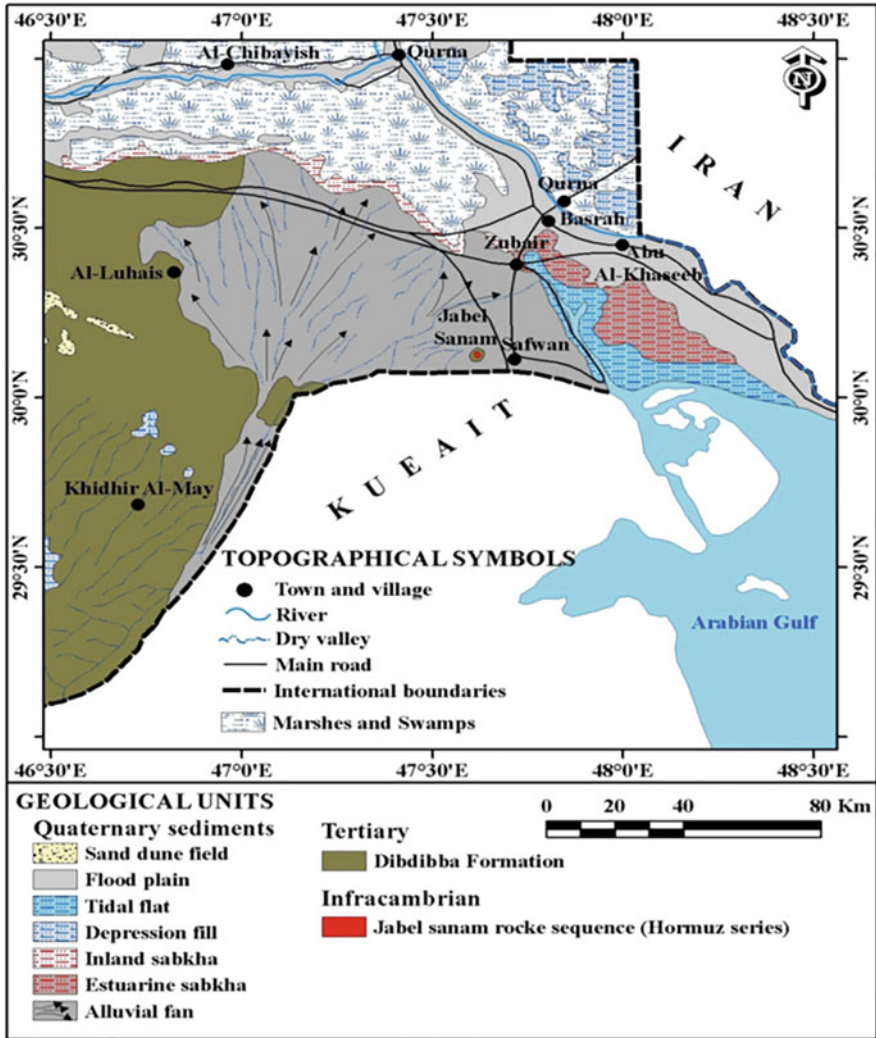 46°30'E 47°0'E 47°30'E 48°0'E 48°30'E
Al-Chibayish
Qurna
N
IRAN
Qurna
Basrah
30°30'N
30°30'N
Zubair
Abu
Al-Khaseeb
Al-Luhais
Jabel
Sanam
Safwan
30°0'N
30°0'N
KUEAIT
Khidhir Al-May
29°30'N
29°30'N
TOPOGRAPHICAL SYMBOLS
Town and village
River
Dry valley
Main road
International boundaries
Marshes and Swamps
Arabian Gulf
46°30'E 47°0'E 47°30'E 48°0'E 48°30'E
GEOLOGICAL UNITS
Quaternary sediments
Sand dune field
Flood plain
Tidal flat
Depression fill
Inland sabkha
Estuarine sabkha
Alluvial fan
Tertiary
Dibdibba Formation
Infracambrian
Jabel sanam rocke sequence (Hormuz series)
0 20 40 80 Km